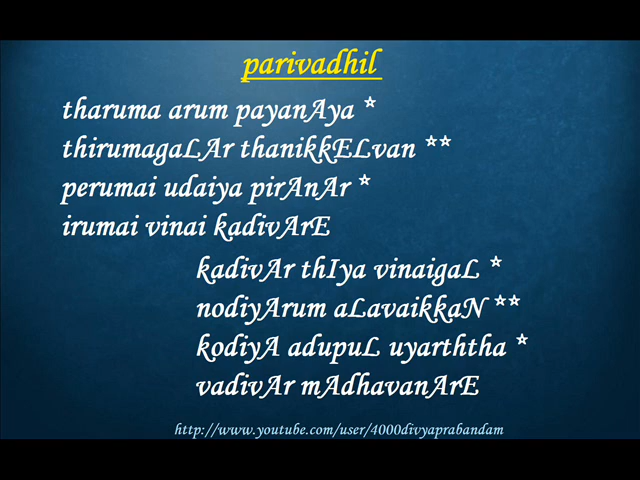 parivadhil
tharuma arum payanAya *
thirumagaLAr thanikkELvan **
perumai udaiya pirAnAr *
irumai vinai kadivArE
kadivAr thIya vinaigaL *
nodiyArum aLavaikkaN **
kodiyA adupuL uyarththa *
vadivAr mAdhavanArE
http://www.youtube.com/user/4000divyaprabandam